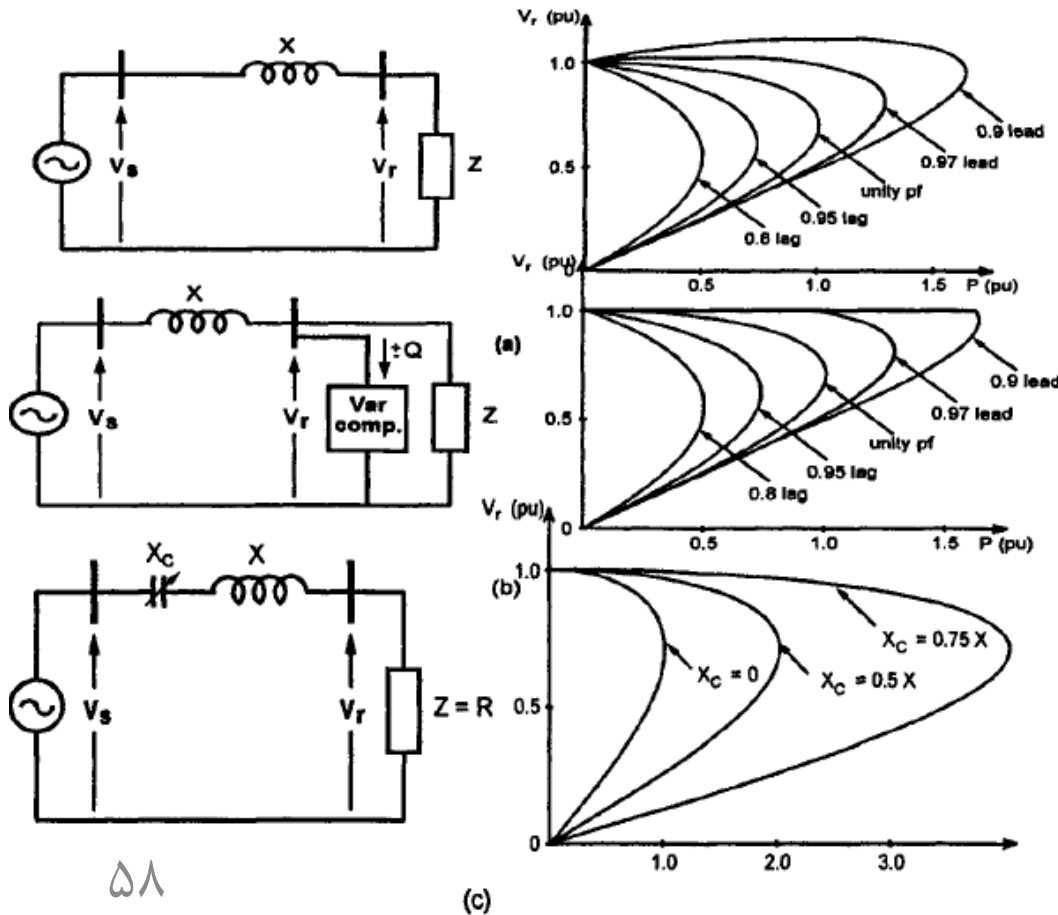 X
Vs
Vr
Z
Vr (pu)
1.0
0.5
0
0.5
1.0
1.5
P (pu)
0.9 lead
0.97 lead
unity pf
0.95 lag
0.8 lag
(a)
X
Vs
Vr
±Q
Var
comp.
Z
Vr (pu)
1.0
0.5
0
0.5
1.0
1.5
P (pu)
0.9 lead
0.97 lead
unity pf
0.95 lag
0.8 lag
(b)
XC
X
Vs
Vr
Z = R
Vr (pu)
1.0
0.5
0
1.0
2.0
3.0
XC = 0
XC = 0.5 X
XC = 0.75 X
(c)
۵۸